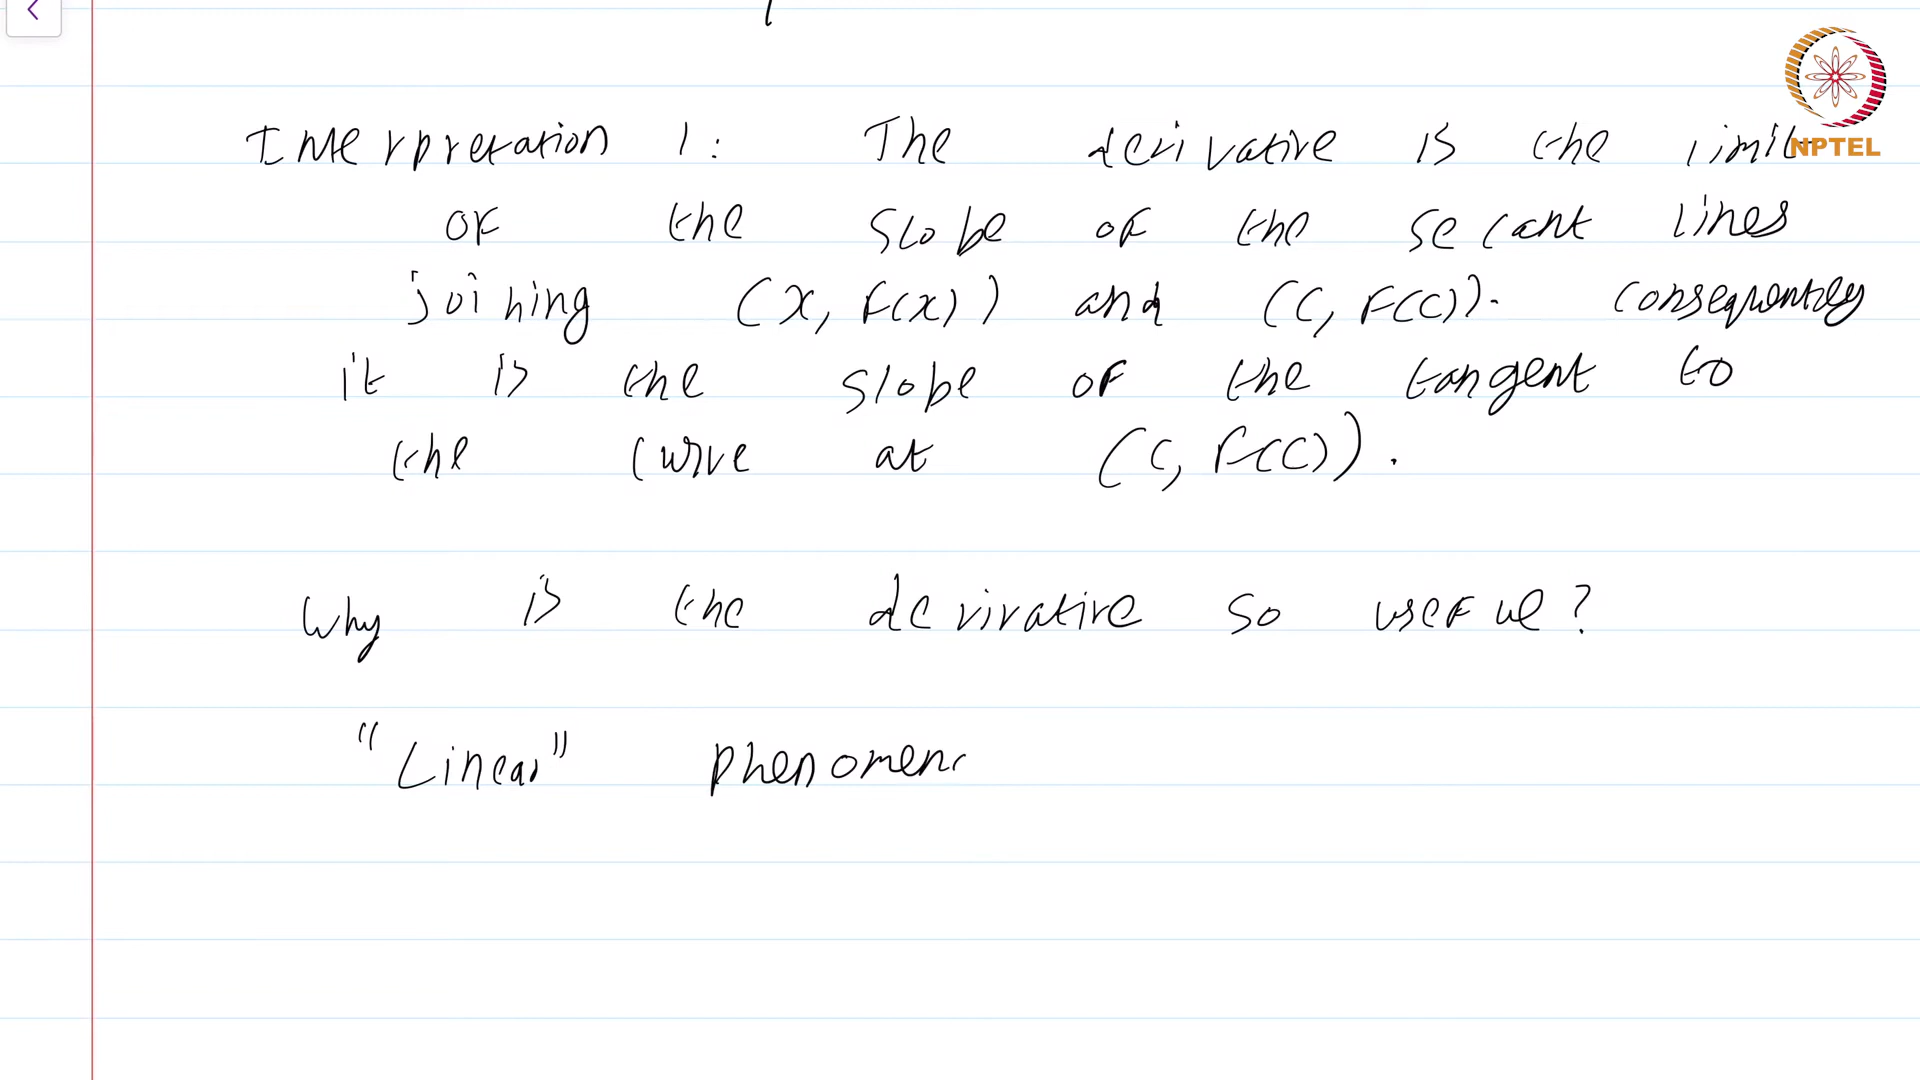 NPTEL
Interpretation 1: The derivative is the limit
of the slope of the secant lines
joining (x, F(x)) and (c, F(c)). Consequently
it is the slope of the tangent to
the curve at (c, F(c)).
Why is the derivative so useful?
"Linear" phenomen